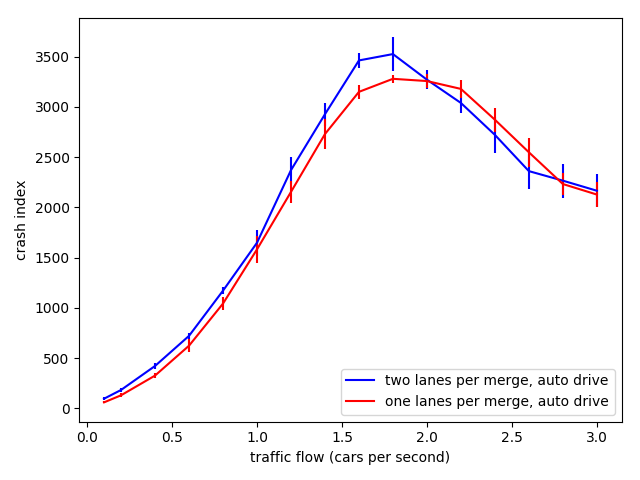 3500
3000
2500
2000
1500
1000
500
0
crash index
0.0 0.5 1.0 1.5 2.0 2.5 3.0
traffic flow (cars per second)
two lanes per merge, auto drive
one lanes per merge, auto drive